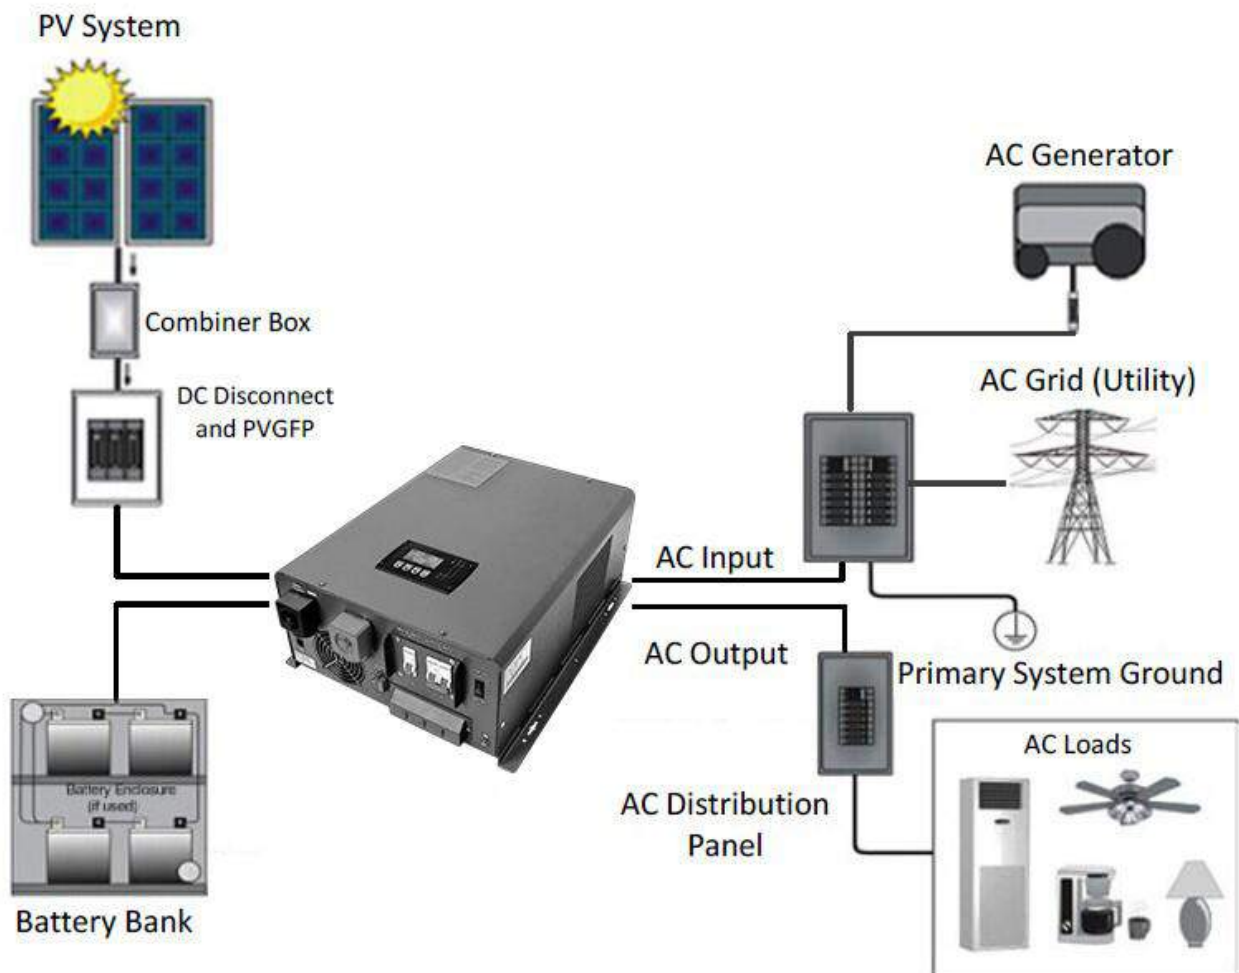 PV System
AC Generator
Combiner Box
DC Disconnect
and PVGFP
AC Grid (Utility)
AC Input
AC Output
Primary System Ground
AC Loads
Battery Enclosure
(if used)
AC Distribution
Panel
Battery Bank